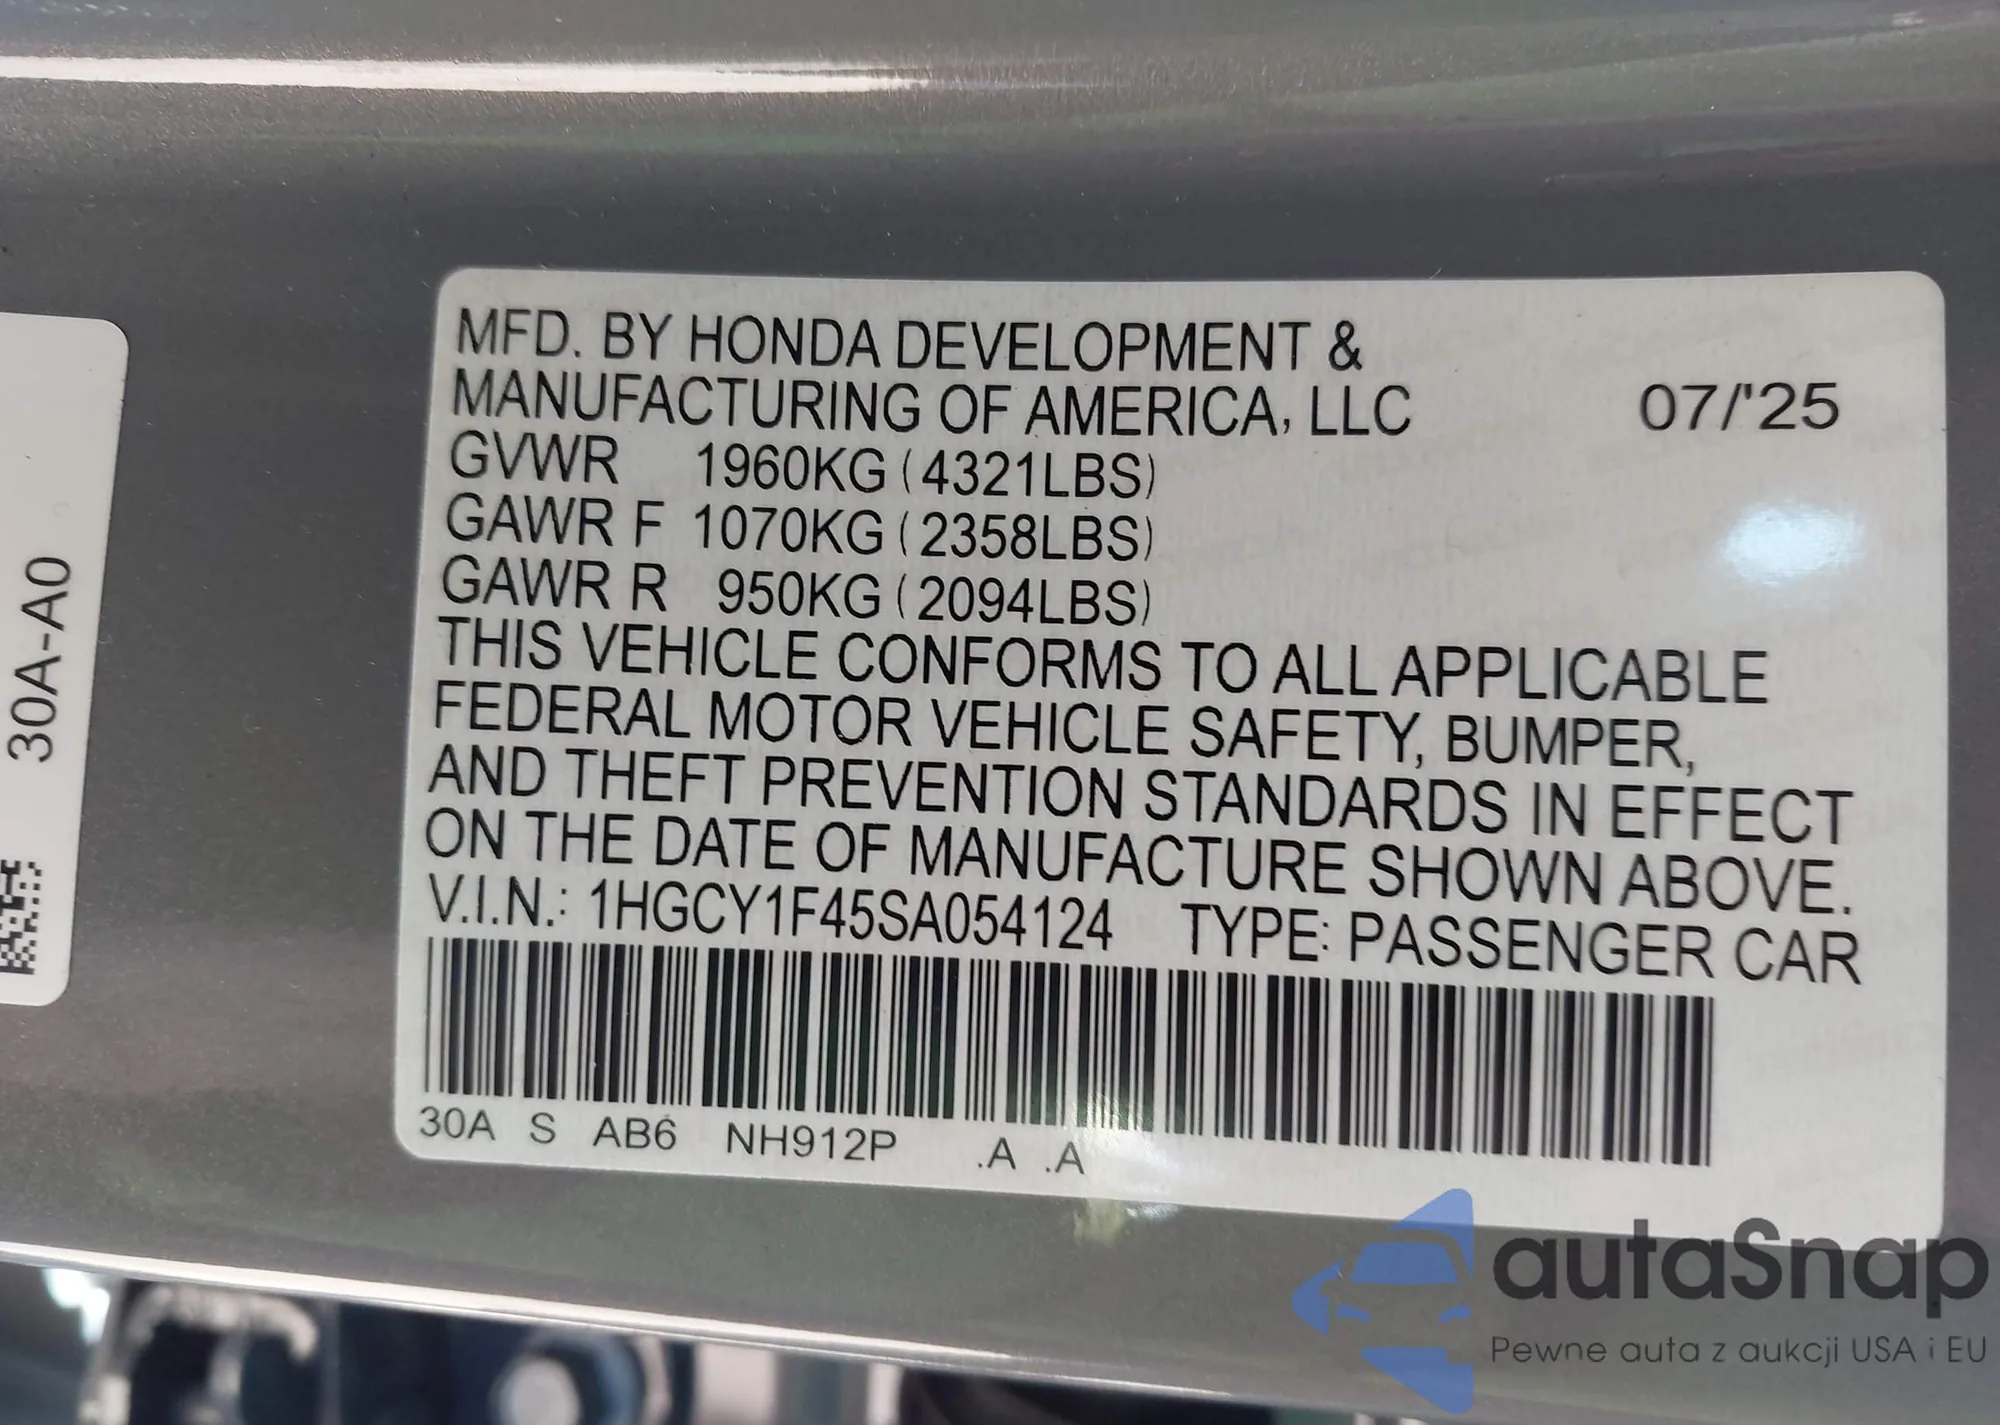 MFD. BY HONDA DEVELOPMENT &
MANUFACTURING OF AMERICA, LLC 07/'25
GVWR 1960KG (4321LBS)
GAWR F 1070KG (2358LBS)
GAWR R 950KG (2094LBS)
THIS VEHICLE CONFORMS TO ALL APPLICABLE
FEDERAL MOTOR VEHICLE SAFETY, BUMPER,
AND THEFT PREVENTION STANDARDS IN EFFECT
ON THE DATE OF MANUFACTURE SHOWN ABOVE.
V.I.N.: 1HGCY1F45SA054124 TYPE: PASSENGER CAR
30A S AB6 NH912P .A .A
30A-A0
autaSnap
Pewne auta z aukcji USA i EU